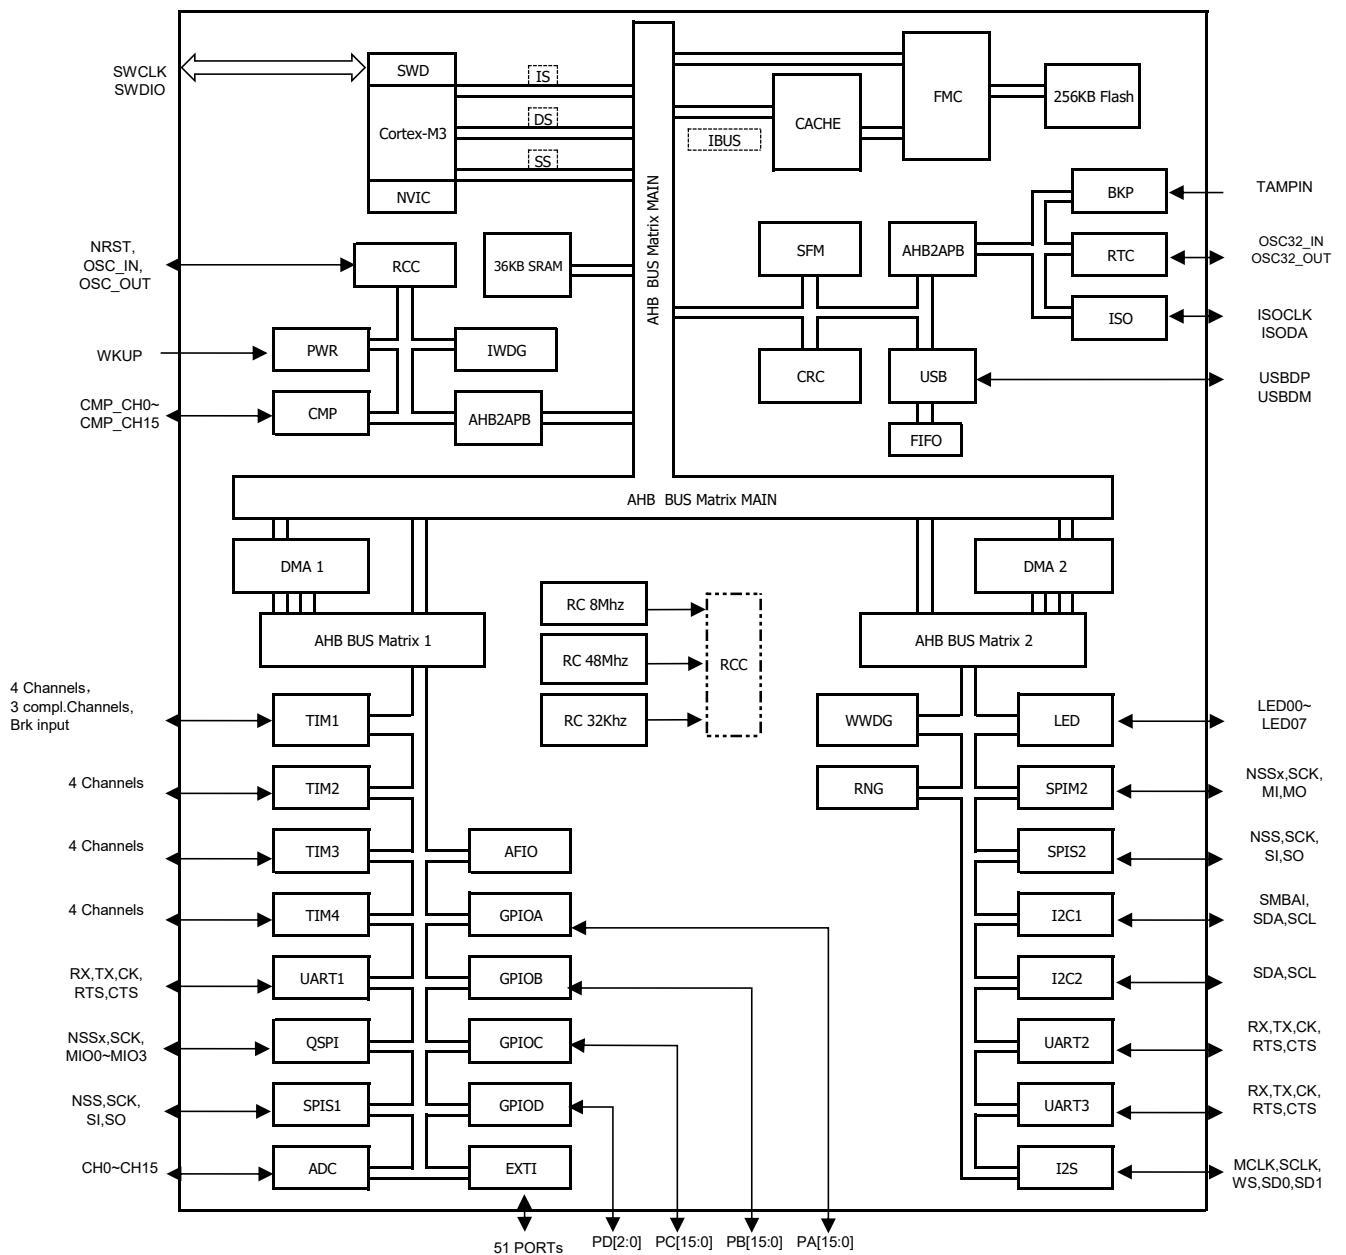 SWCLK
SWDIO
SWD
Cortex-M3
NVIC
IS
DS
SS
AHB BUS Matrix MAIN
IBUS
CACHE
FMC
256KB Flash
BKP
TAMPIN
RTC
OSC32_IN
OSC32_OUT
ISO
ISOCLK
ISODA
NRST,
OSC_IN,
OSC_OUT
RCC
36KB SRAM
SFM
AHB2APB
WKUP
PWR
IWDG
CRC
USB
USBDP
USBDM
CMP_CH0~
CMP_CH15
CMP
AHB2APB
FIFO
AHB BUS Matrix MAIN
DMA 1
DMA 2
AHB BUS Matrix 1
AHB BUS Matrix 2
RC 8Mhz
RC 48Mhz
RC 32Khz
RCC
4 Channels,
3 compl.Channels,
Brk input
TIM1
4 Channels
TIM2
4 Channels
TIM3
4 Channels
TIM4
RX,TX,CK,
RTS,CTS
UART1
NSSx,SCK,
MIO0~MIO3
QSPI
NSS,SCK,
SI,SO
SPIS1
CH0~CH15
ADC
AFIO
GPIOA
GPIOB
GPIOC
GPIOD
EXTI
51 PORTs
PD[2:0]
PC[15:0]
PB[15:0]
PA[15:0]
WWDG
RNG
LED
LED00~
LED07
SPIM2
NSSx,SCK,
MI,MO
SPIS2
NSS,SCK,
SI,SO
I2C1
SMBAI,
SDA,SCL
I2C2
SDA,SCL
UART2
RX,TX,CK,
RTS,CTS
UART3
RX,TX,CK,
RTS,CTS
I2S
MCLK,SCLK,
WS,SD0,SD1